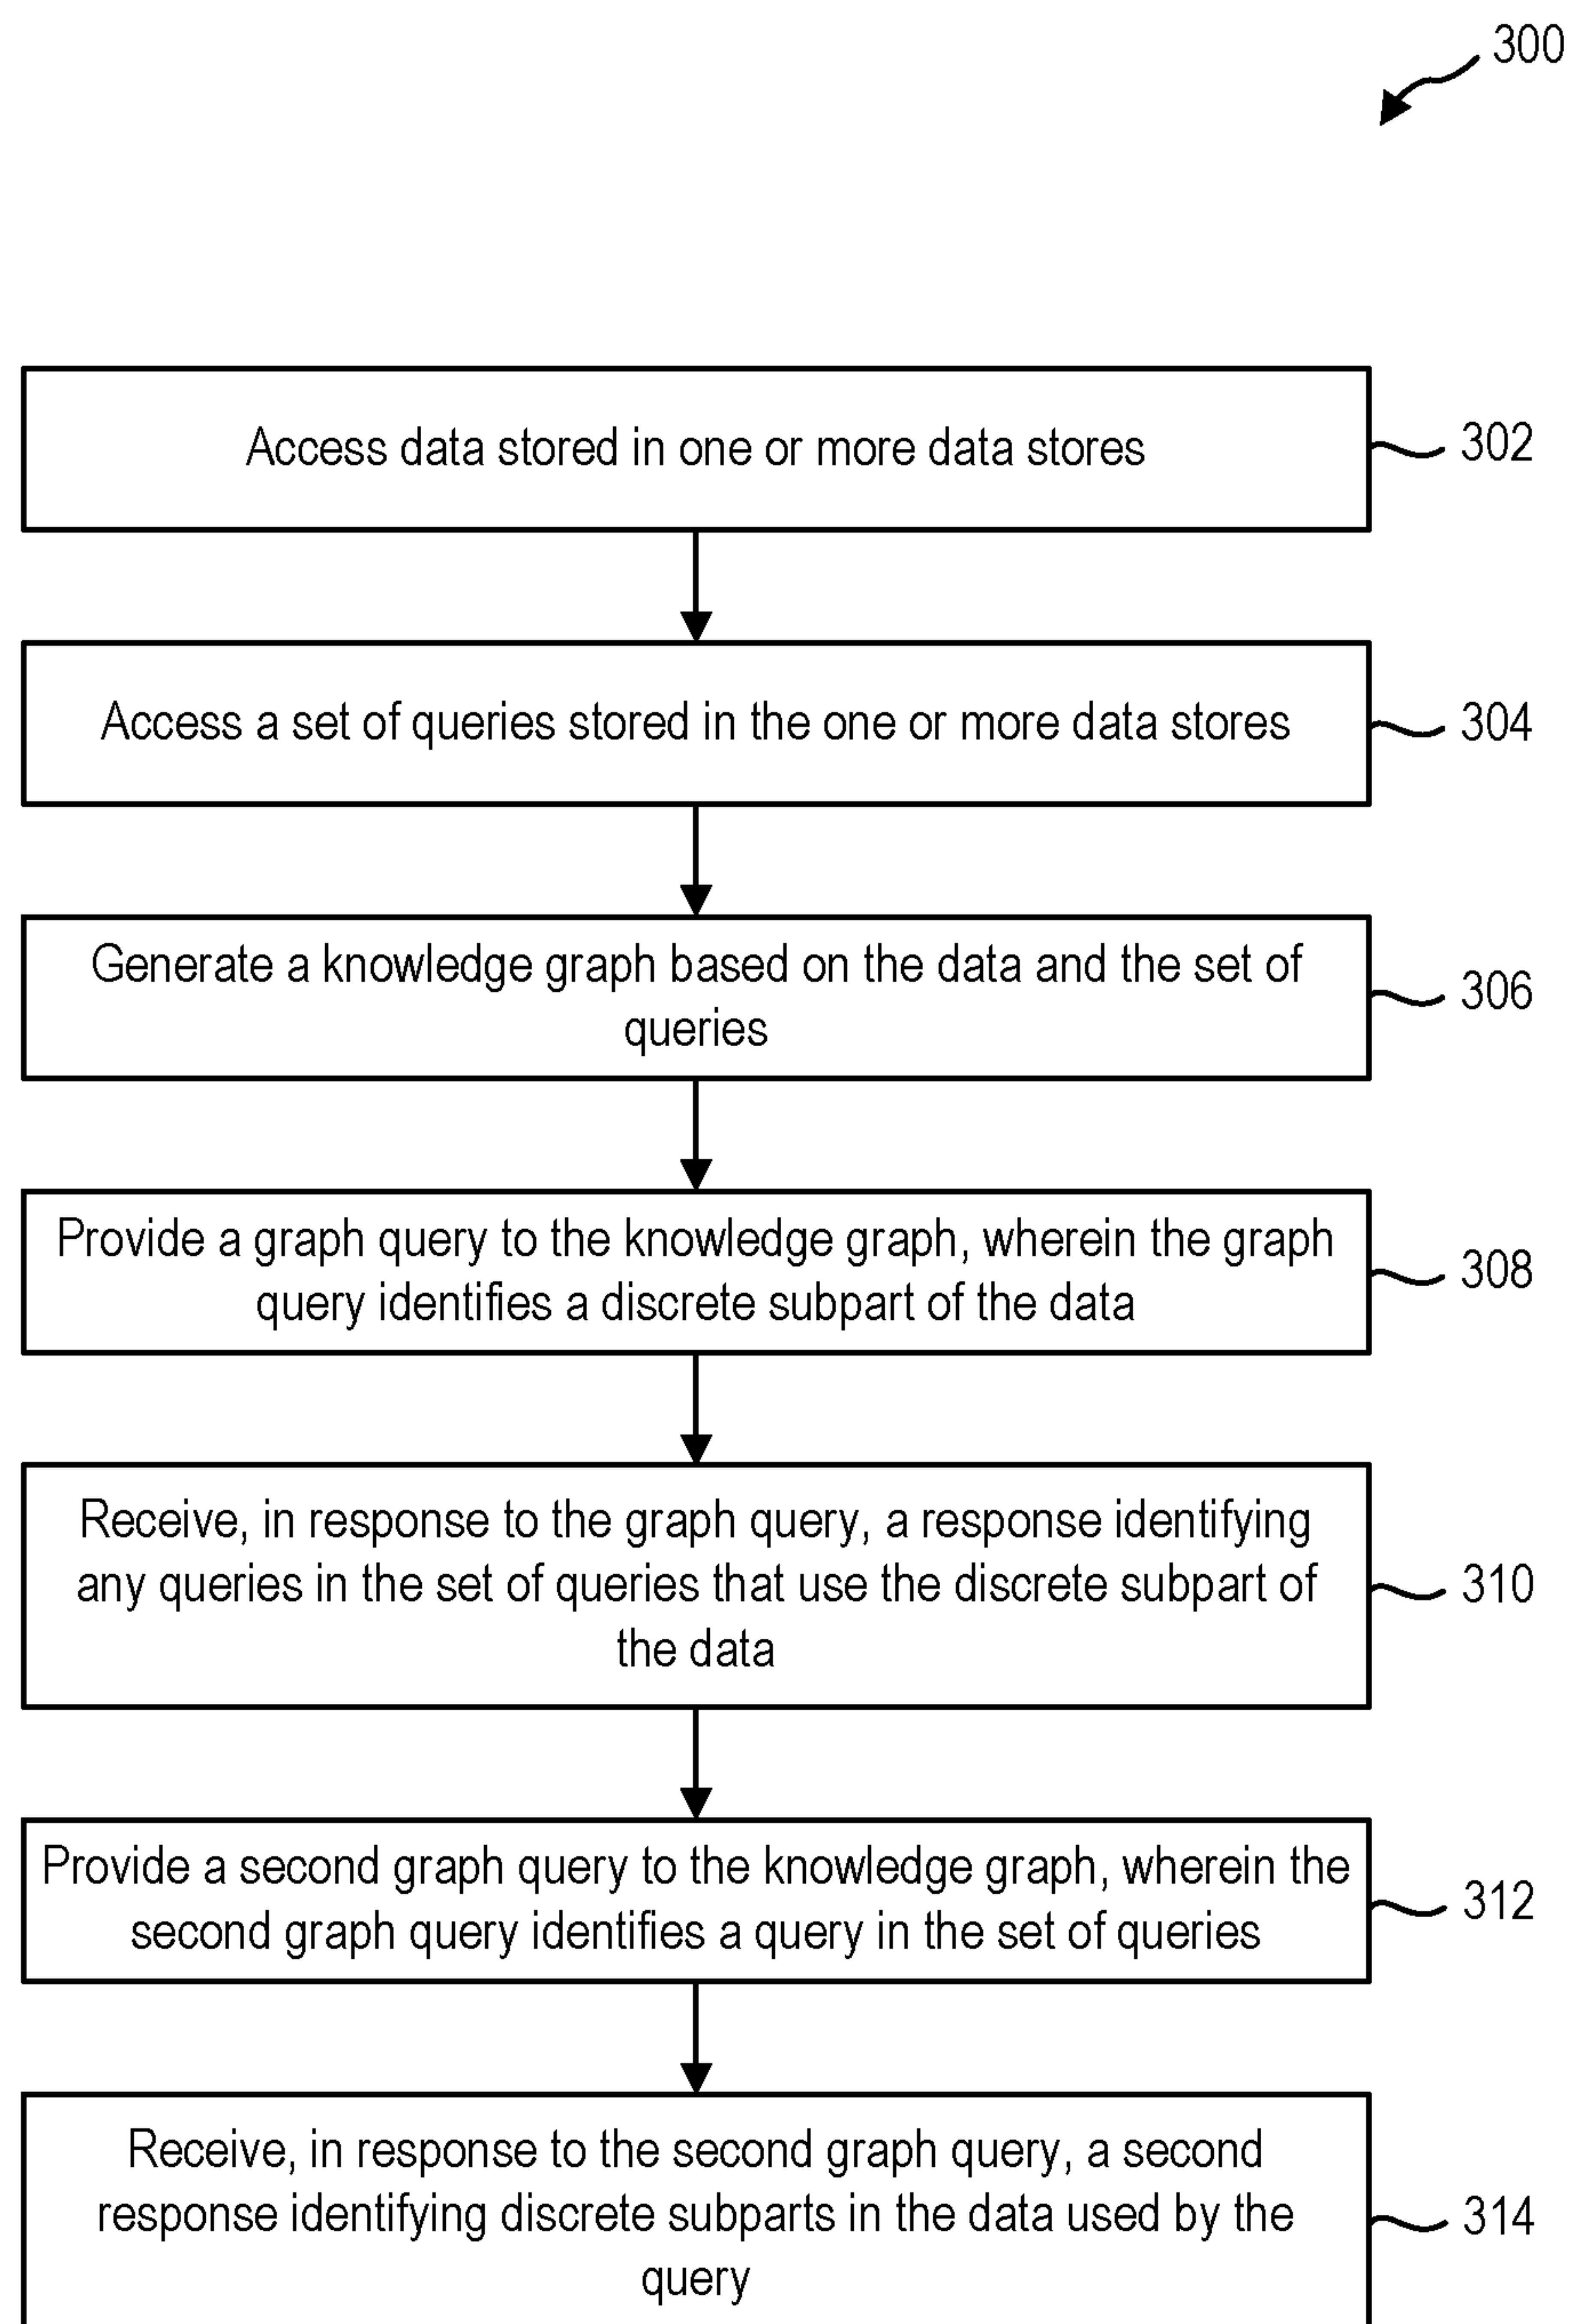 300
Access data stored in one or more data stores
302
Access a set of queries stored in the one or more data stores
304
Generate a knowledge graph based on the data and the set of
queries
306
Provide a graph query to the knowledge graph, wherein the graph
query identifies a discrete subpart of the data
308
Receive, in response to the graph query, a response identifying
any queries in the set of queries that use the discrete subpart of
the data
310
Provide a second graph query to the knowledge graph, wherein the
second graph query identifies a query in the set of queries
312
Receive, in response to the second graph query, a second
response identifying discrete subparts in the data used by the
query
314